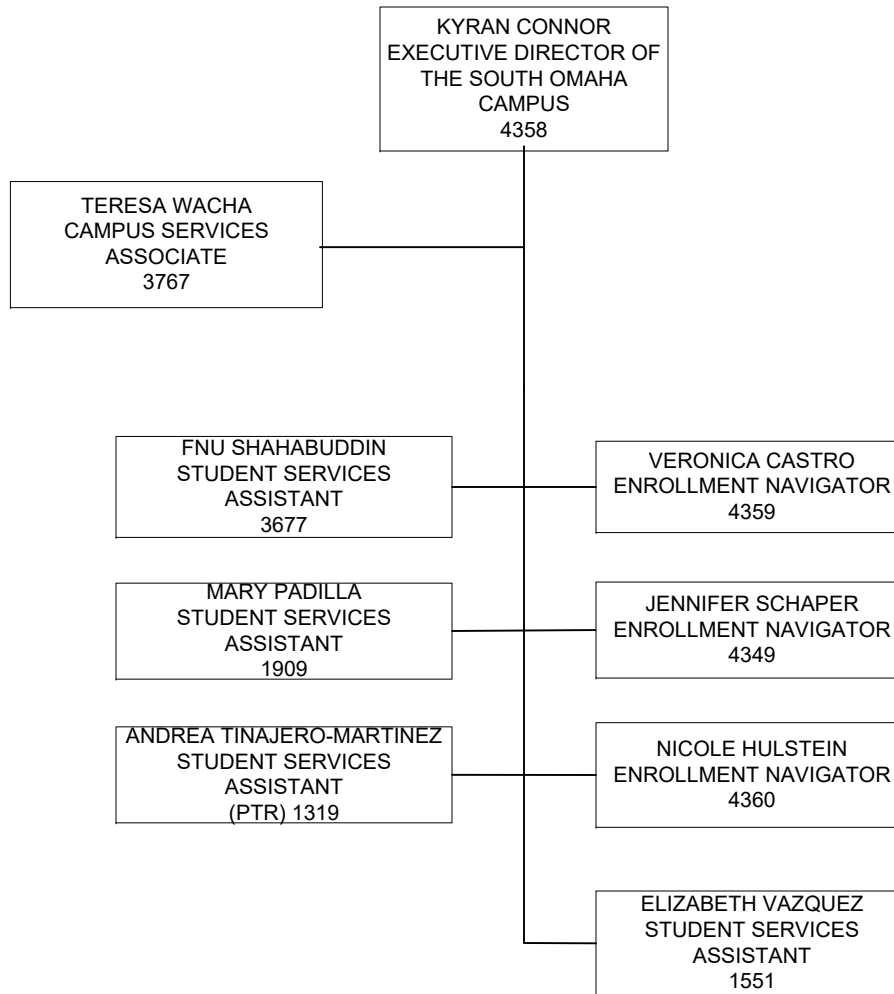 KYRAN CONNOR
EXECUTIVE DIRECTOR OF
THE SOUTH OMAHA
CAMPUS
4358
TERESA WACHA
CAMPUS SERVICES
ASSOCIATE
3767
FNU SHAHABUDDIN
STUDENT SERVICES
ASSISTANT
3677
VERONICA CASTRO
ENROLLMENT NAVIGATOR
4359
MARY PADILLA
STUDENT SERVICES
ASSISTANT
1909
JENNIFER SCHAPER
ENROLLMENT NAVIGATOR
4349
ANDREA TINAJERO-MARTINEZ
STUDENT SERVICES
ASSISTANT
(PTR) 1319
NICOLE HULSTEIN
ENROLLMENT NAVIGATOR
4360
ELIZABETH VAZQUEZ
STUDENT SERVICES
ASSISTANT
1551